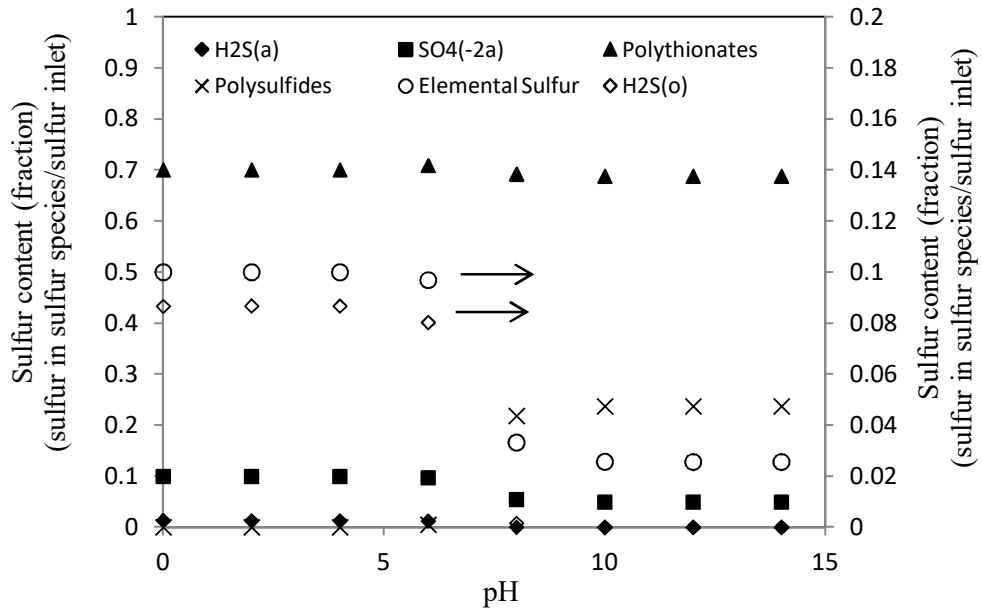 1
0.9
0.8
0.7
0.6
0.5
0.4
0.3
0.2
0.1
0
Sulfur content (fraction)
(sulfur in sulfur species/sulfur inlet)
H2S(a) SO4(-2a) Polythionates
Polysulfides Elemental Sulfur H2S(o)
0.2
0.18
0.16
0.14
0.12
0.1
0.08
0.06
0.04
0.02
0
Sulfur content (fraction)
(sulfur in sulfur species/sulfur inlet)
0 5 10 15
pH